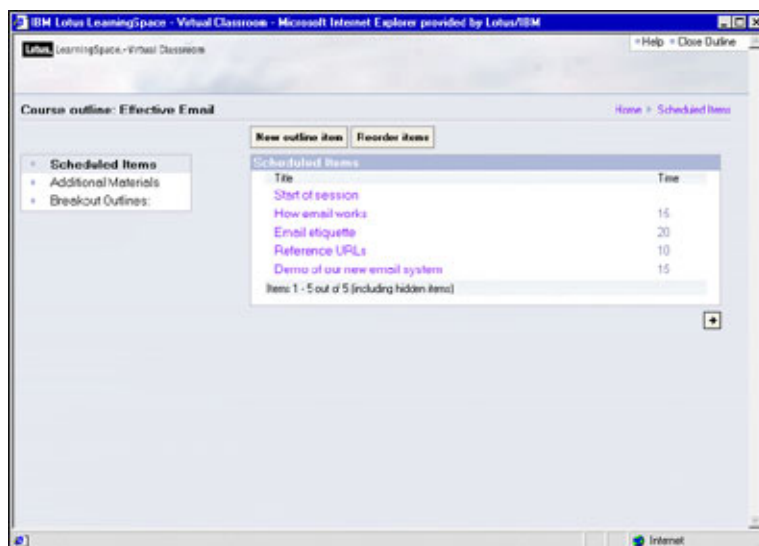 IBM Lotus LearningSpace - Virtual Classroom - Microsoft Internet Explorer provided by Lotus/IBM
Lotus. LearningSpace - Virtual Classroom
Help Close Outline
Course outline: Effective Email
Home Scheduled Items
New outline item Reorder items
Scheduled Items
Additional Materials
Breakout Outlines:
Scheduled Items
Title Time
Start of session
How email works 15
Email etiquette 20
Reference URLs 10
Demo of our new email system 15
Items 1 - 5 out of 5 (including hidden items)
Internet